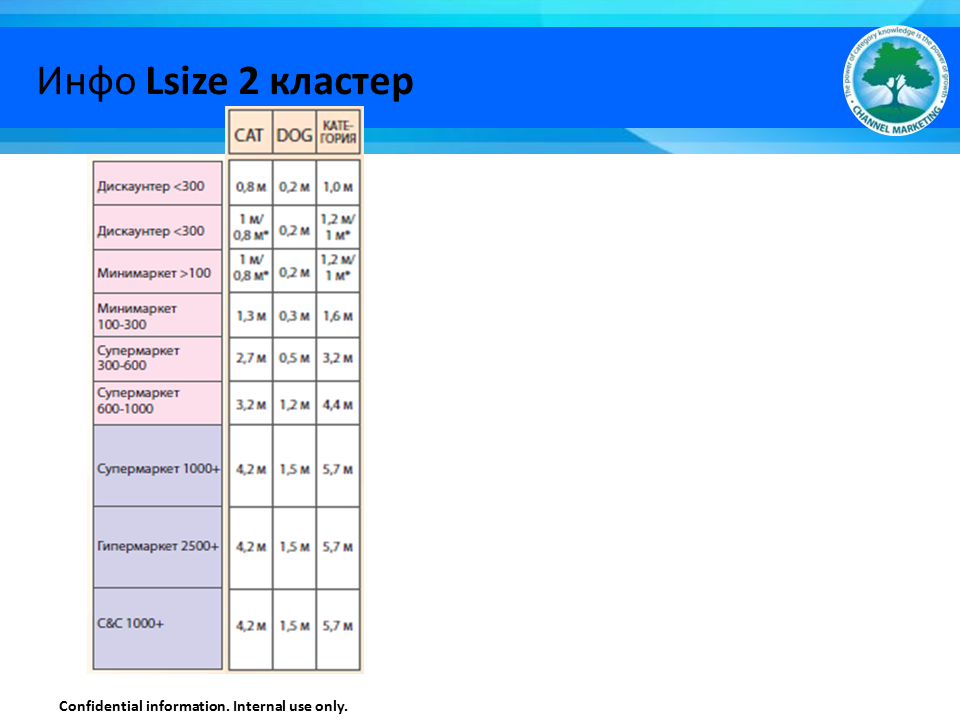 Инфо Lsize 2 кластер
The power of category knowledge is the power of growth
• CHANNEL MARKETING •
CAT DOG КАТЕ-
ГОРИЯ
Дискаунтер <300 0,8 м 0,2 м 1,0 м
Дискаунтер <300 1 м/ 0,8 м* 0,2 м 1,2 м/ 1 м*
Минимаркет >100 1 м/ 0,8 м* 0,2 м 1,2 м/ 1 м*
Минимаркет
100-300 1,3 м 0,3 м 1,6 м
Супермаркет
300-600 2,7 м 0,5 м 3,2 м
Супермаркет
600-1000 3,2 м 1,2 м 4,4 м
Супермаркет 1000+ 4,2 м 1,5 м 5,7 м
Гипермаркет 2500+ 4,2 м 1,5 м 5,7 м
C&C 1000+ 4,2 м 1,5 м 5,7 м
Confidential information. Internal use only.